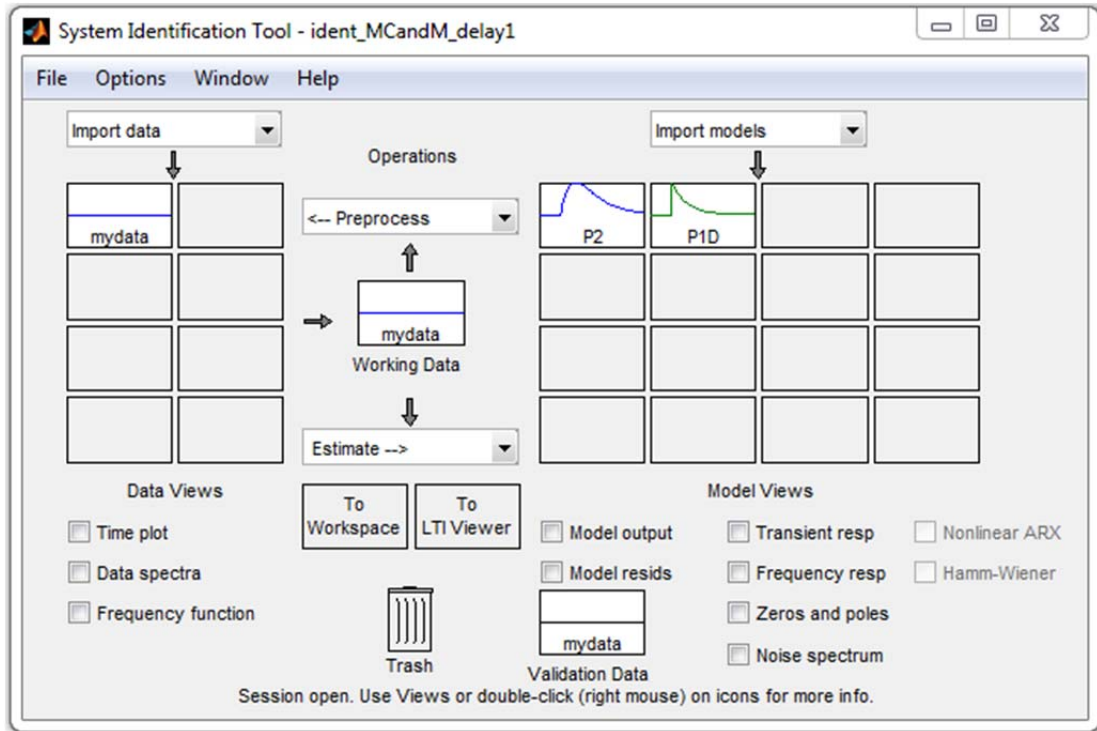 System Identification Tool - ident_MCandM_delay1
File Options Window Help
Import data
Import models
Operations
<-- Preprocess
mydata
P2
P1D
mydata
Working Data
Estimate -->
Data Views
Model Views
To
Workspace
To
LTI Viewer
Time plot
Data spectra
Frequency function
Trash
Model output
Model resids
mydata
Validation Data
Transient resp
Frequency resp
Zeros and poles
Noise spectrum
Nonlinear ARX
Hamm-Wiener
Session open. Use Views or double-click (right mouse) on icons for more info.